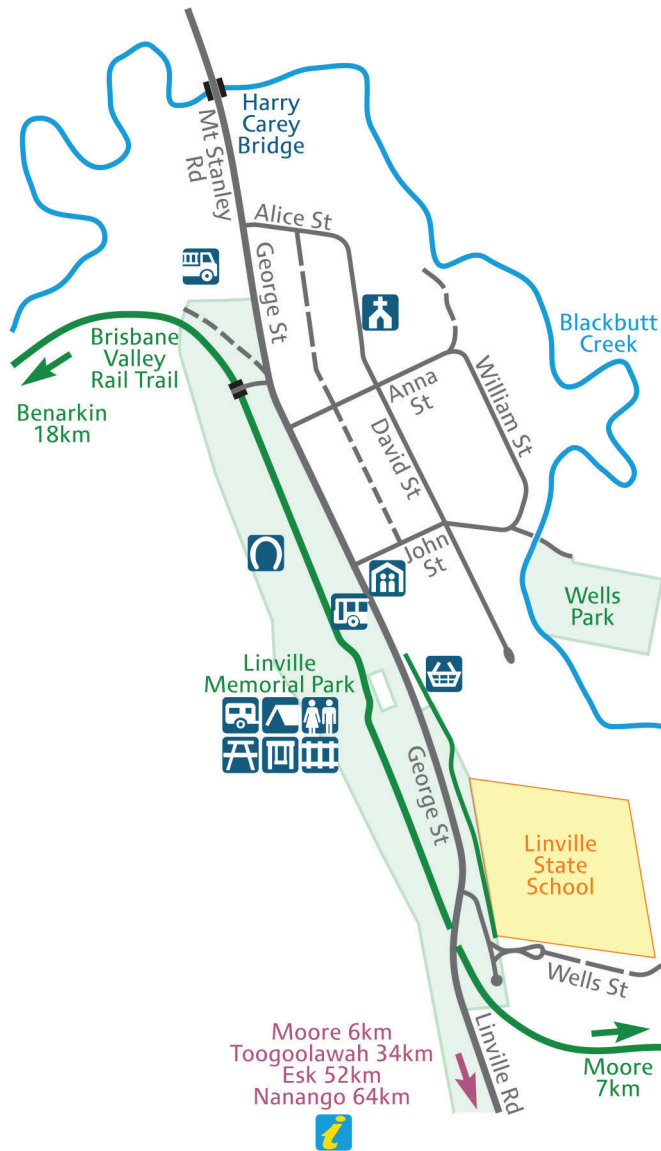 Harry
Carey
Bridge
Mt Stanley
Rd
Alice St
George St
Brisbane
Valley
Rail Trail
Benarkin
18km
Blackbutt
Creek
Anna
St
William St
David St
John
St
Wells
Park
Linville
Memorial Park
George St
Linville
State
School
Wells St
Linville Rd
Moore 6km
Toogoolawah 34km
Esk 52km
Nanango 64km
i
Moore
7km